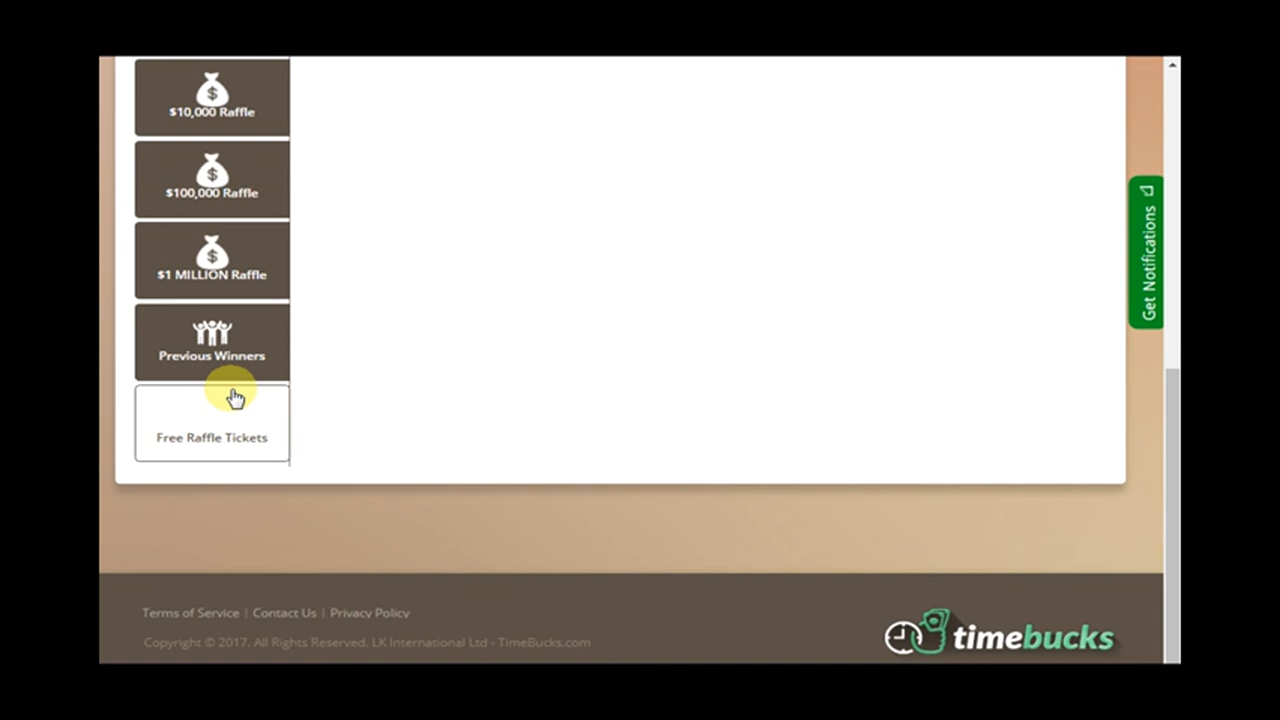 $10,000 Raffle
$100,000 Raffle
$1 MILLION Raffle
Previous Winners
Free Raffle Tickets
Get Notifications
Terms of Service | Contact Us | Privacy Policy
Copyright © 2017. All Rights Reserved. LK International Ltd - TimeBucks.com
timebucks